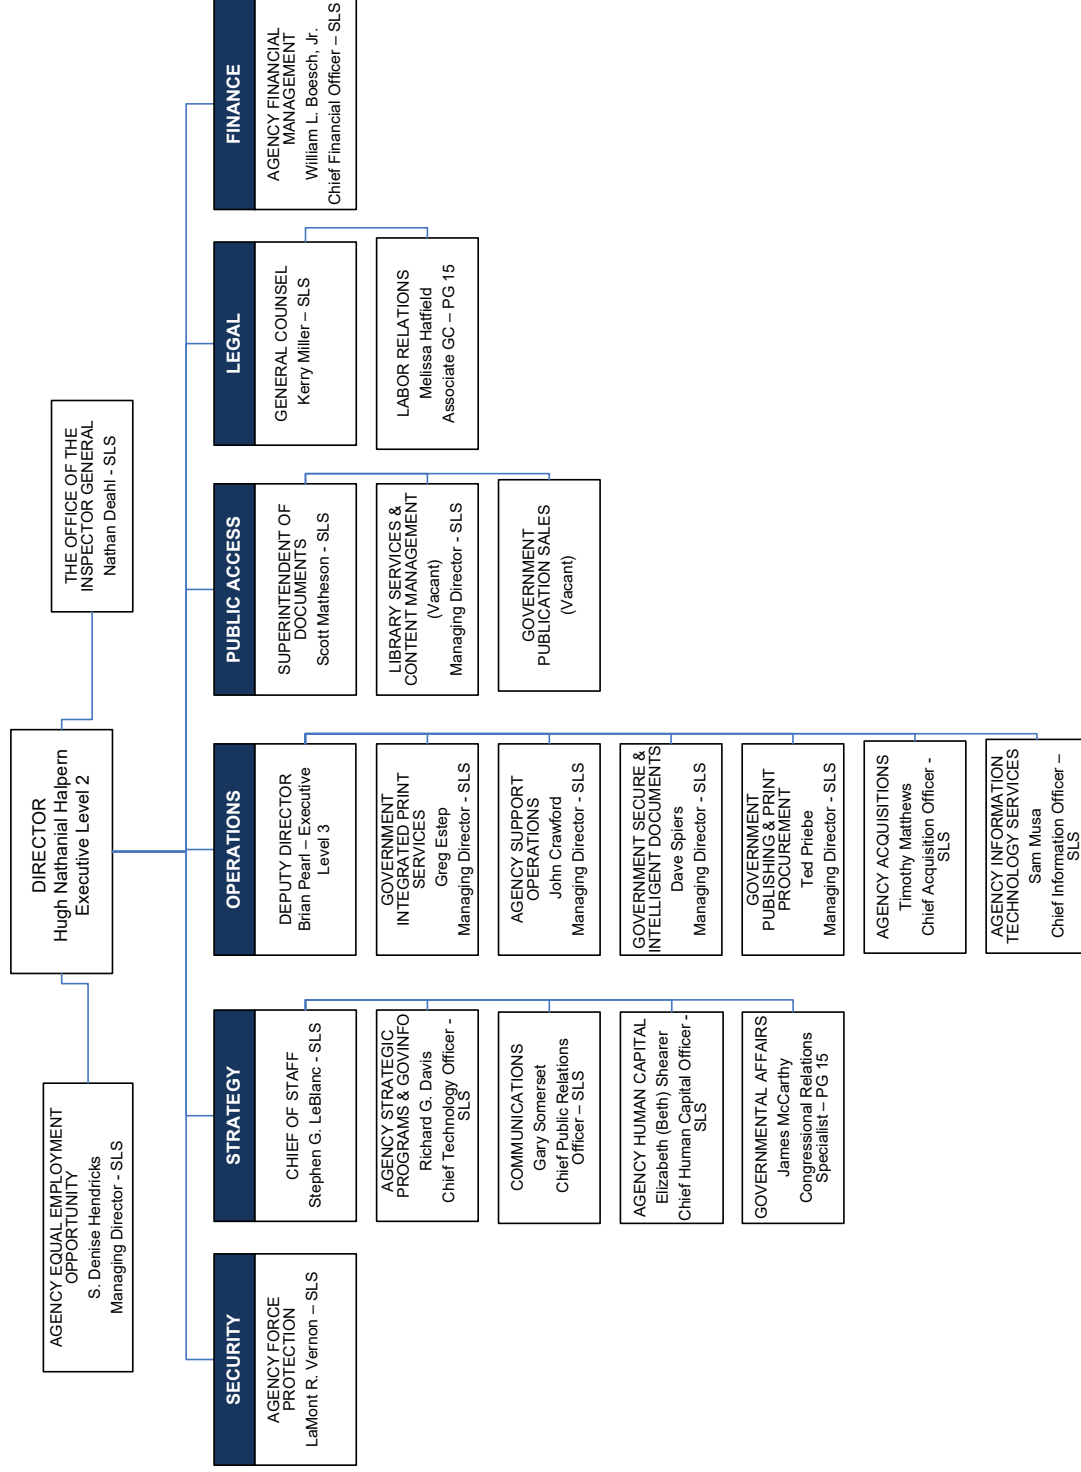 DIRECTOR
Hugh Nathanial Halpern
Executive Level 2
AGENCY EQUAL EMPLOYMENT
OPPORTUNITY
S. Denise Hendricks
Managing Director - SLS
THE OFFICE OF THE
INSPECTOR GENERAL
Nathan Deahl - SLS
SECURITY
AGENCY FORCE
PROTECTION
LaMont R. Vernon – SLS
STRATEGY
CHIEF OF STAFF
Stephen G. LeBlanc - SLS
AGENCY STRATEGIC
PROGRAMS & GOVINFO
Richard G. Davis
Chief Technology Officer -
SLS
COMMUNICATIONS
Gary Somerset
Chief Public Relations
Officer – SLS
AGENCY HUMAN CAPITAL
Elizabeth (Beth) Shearer
Chief Human Capital Officer -
SLS
GOVERNMENTAL AFFAIRS
James McCarthy
Congressional Relations
Specialist – PG 15
OPERATIONS
DEPUTY DIRECTOR
Brian Pearl – Executive
Level 3
GOVERNMENT
INTEGRATED PRINT
SERVICES
Greg Estep
Managing Director - SLS
AGENCY SUPPORT
OPERATIONS
John Crawford
Managing Director - SLS
GOVERNMENT SECURE &
INTELLIGENT DOCUMENTS
Dave Spiers
Managing Director - SLS
GOVERNMENT
PUBLISHING & PRINT
PROCUREMENT
Ted Priebe
Managing Director - SLS
AGENCY ACQUISITIONS
Timothy Matthews
Chief Acquisition Officer -
SLS
AGENCY INFORMATION
TECHNOLOGY SERVICES
Sam Musa
Chief Information Officer –
SLS
PUBLIC ACCESS
SUPERINTENDENT OF
DOCUMENTS
Scott Matheson - SLS
LIBRARY SERVICES &
CONTENT MANAGEMENT
(Vacant)
Managing Director - SLS
GOVERNMENT
PUBLICATION SALES
(Vacant)
LEGAL
GENERAL COUNSEL
Kerry Miller – SLS
LABOR RELATIONS
Melissa Hatfield
Associate GC – PG 15
FINANCE
AGENCY FINANCIAL
MANAGEMENT
William L. Boesch, Jr.
Chief Financial Officer – SLS